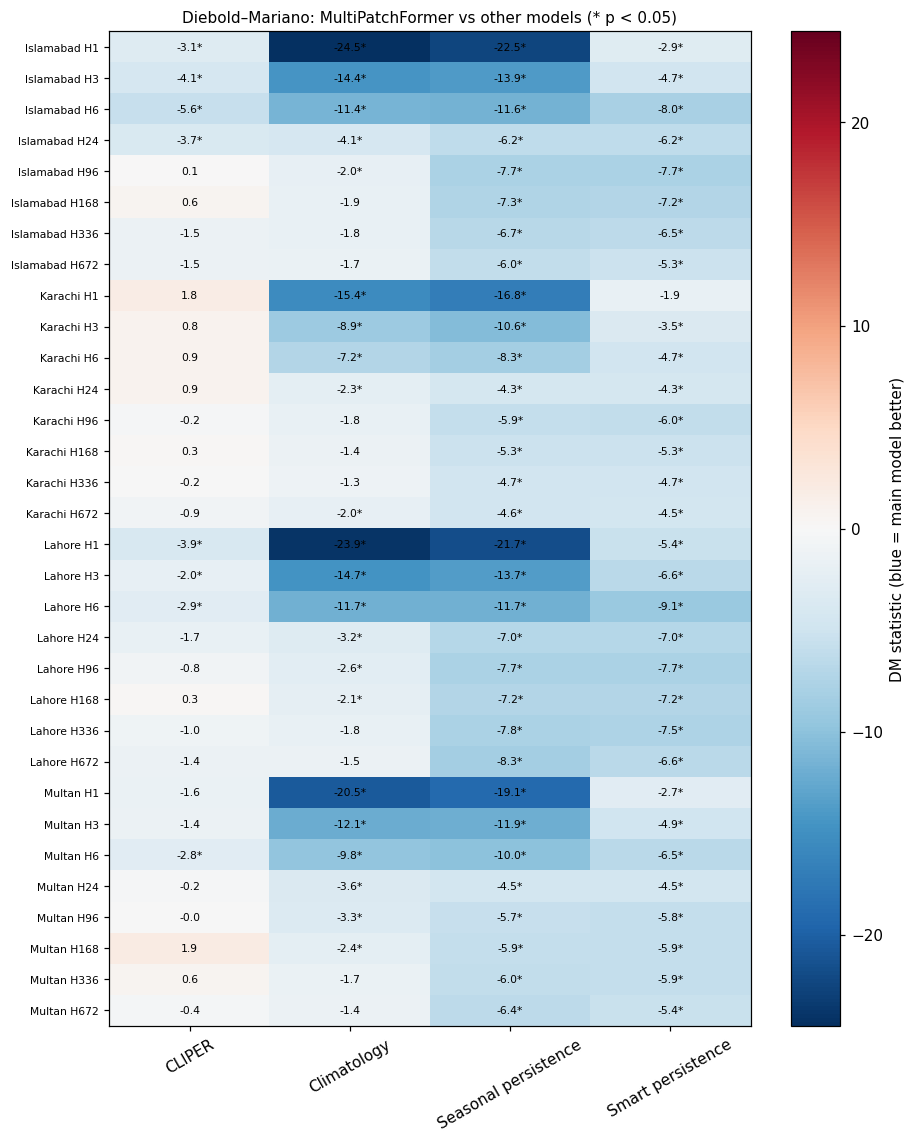 Diebold–Mariano: MultiPatchFormer vs other models (* p < 0.05)
Islamabad H1 -3.1* -24.5* -22.5* -2.9*
Islamabad H3 -4.1* -14.4* -13.9* -4.7*
Islamabad H6 -5.6* -11.4* -11.6* -8.0*
Islamabad H24 -3.7* -4.1* -6.2* -6.2*
Islamabad H96 0.1 -2.0* -7.7* -7.7*
Islamabad H168 0.6 -1.9 -7.3* -7.2*
Islamabad H336 -1.5 -1.8 -6.7* -6.5*
Islamabad H672 -1.5 -1.7 -6.0* -5.3*
Karachi H1 1.8 -15.4* -16.8* -1.9
Karachi H3 0.8 -8.9* -10.6* -3.5*
Karachi H6 0.9 -7.2* -8.3* -4.7*
Karachi H24 0.9 -2.3* -4.3* -4.3*
Karachi H96 -0.2 -1.8 -5.9* -6.0*
Karachi H168 0.3 -1.4 -5.3* -5.3*
Karachi H336 -0.2 -1.3 -4.7* -4.7*
Karachi H672 -0.9 -2.0* -4.6* -4.5*
Lahore H1 -3.9* -23.9* -21.7* -5.4*
Lahore H3 -2.0* -14.7* -13.7* -6.6*
Lahore H6 -2.9* -11.7* -11.7* -9.1*
Lahore H24 -1.7 -3.2* -7.0* -7.0*
Lahore H96 -0.8 -2.6* -7.7* -7.7*
Lahore H168 0.3 -2.1* -7.2* -7.2*
Lahore H336 -1.0 -1.8 -7.8* -7.5*
Lahore H672 -1.4 -1.5 -8.3* -6.6*
Multan H1 -1.6 -20.5* -19.1* -2.7*
Multan H3 -1.4 -12.1* -11.9* -4.9*
Multan H6 -2.8* -9.8* -10.0* -6.5*
Multan H24 -0.2 -3.6* -4.5* -4.5*
Multan H96 -0.0 -3.3* -5.7* -5.8*
Multan H168 1.9 -2.4* -5.9* -5.9*
Multan H336 0.6 -1.7 -6.0* -5.9*
Multan H672 -0.4 -1.4 -6.4* -5.4*
CLIPER
Climatology
Seasonal persistence
Smart persistence
20
10
0
−10
−20
DM statistic (blue = main model better)